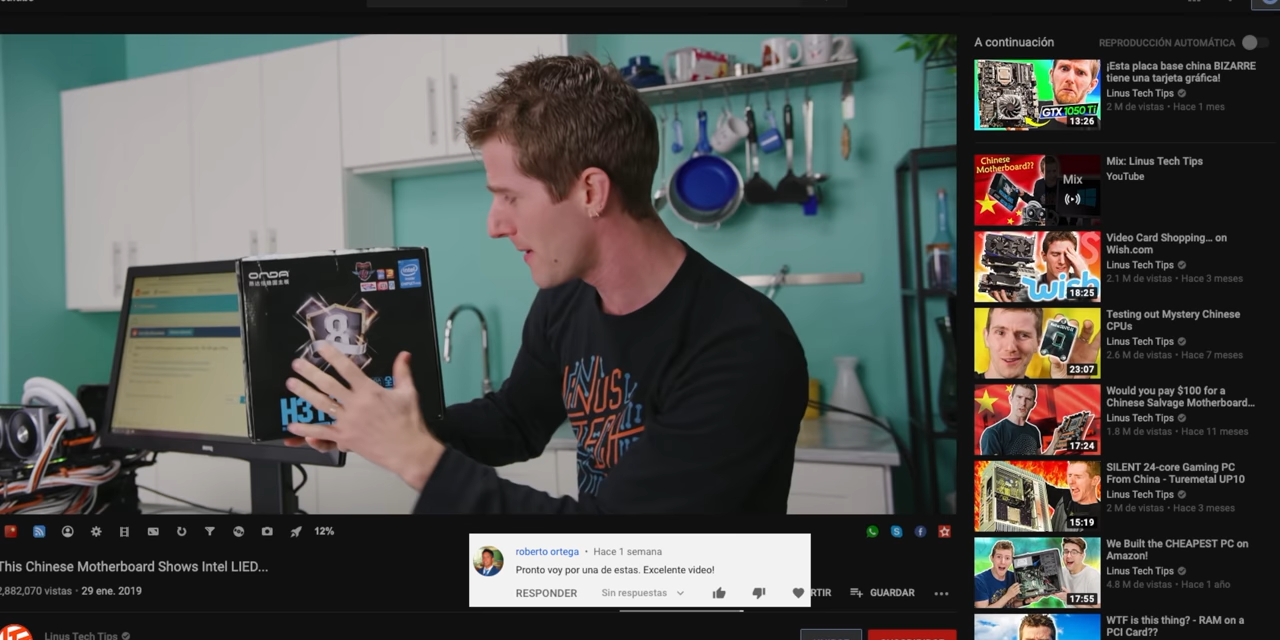 ONDA
intel
8
H31
12%
This Chinese Motherboard Shows Intel LIED...
2,882,070 vistas • 29 ene. 2019
roberto ortega • Hace 1 semana
Pronto voy por una de estas. Excelente video!
RESPONDER Sin respuestas
RTIR GUARDAR
Linus Tech Tips
A continuación REPRODUCCIÓN AUTOMÁTICA
¡Esta placa base china BIZARRE
tiene una tarjeta gráfica!
Linus Tech Tips
2 M de vistas • Hace 1 mes
GTX 1050 Ti
13:26
Chinese
Motherboard??
Mix
Mix: Linus Tech Tips
YouTube
Video Card Shopping... on
Wish.com
Linus Tech Tips
2.1 M de vistas • Hace 3 meses
wish
18:25
Testing out Mystery Chinese
CPUs
Linus Tech Tips
2.6 M de vistas • Hace 7 meses
23:07
Would you pay $100 for a
Chinese Salvage Motherboard...
Linus Tech Tips
1.8 M de vistas • Hace 11 meses
17:24
SILENT 24-core Gaming PC
From China - Turemetal UP10
Linus Tech Tips
2 M de vistas • Hace 3 meses
15:19
We Built the CHEAPEST PC on
Amazon!
Linus Tech Tips
4.8 M de vistas • Hace 1 año
17:55
WTF is this thing? - RAM on a
PCI Card??